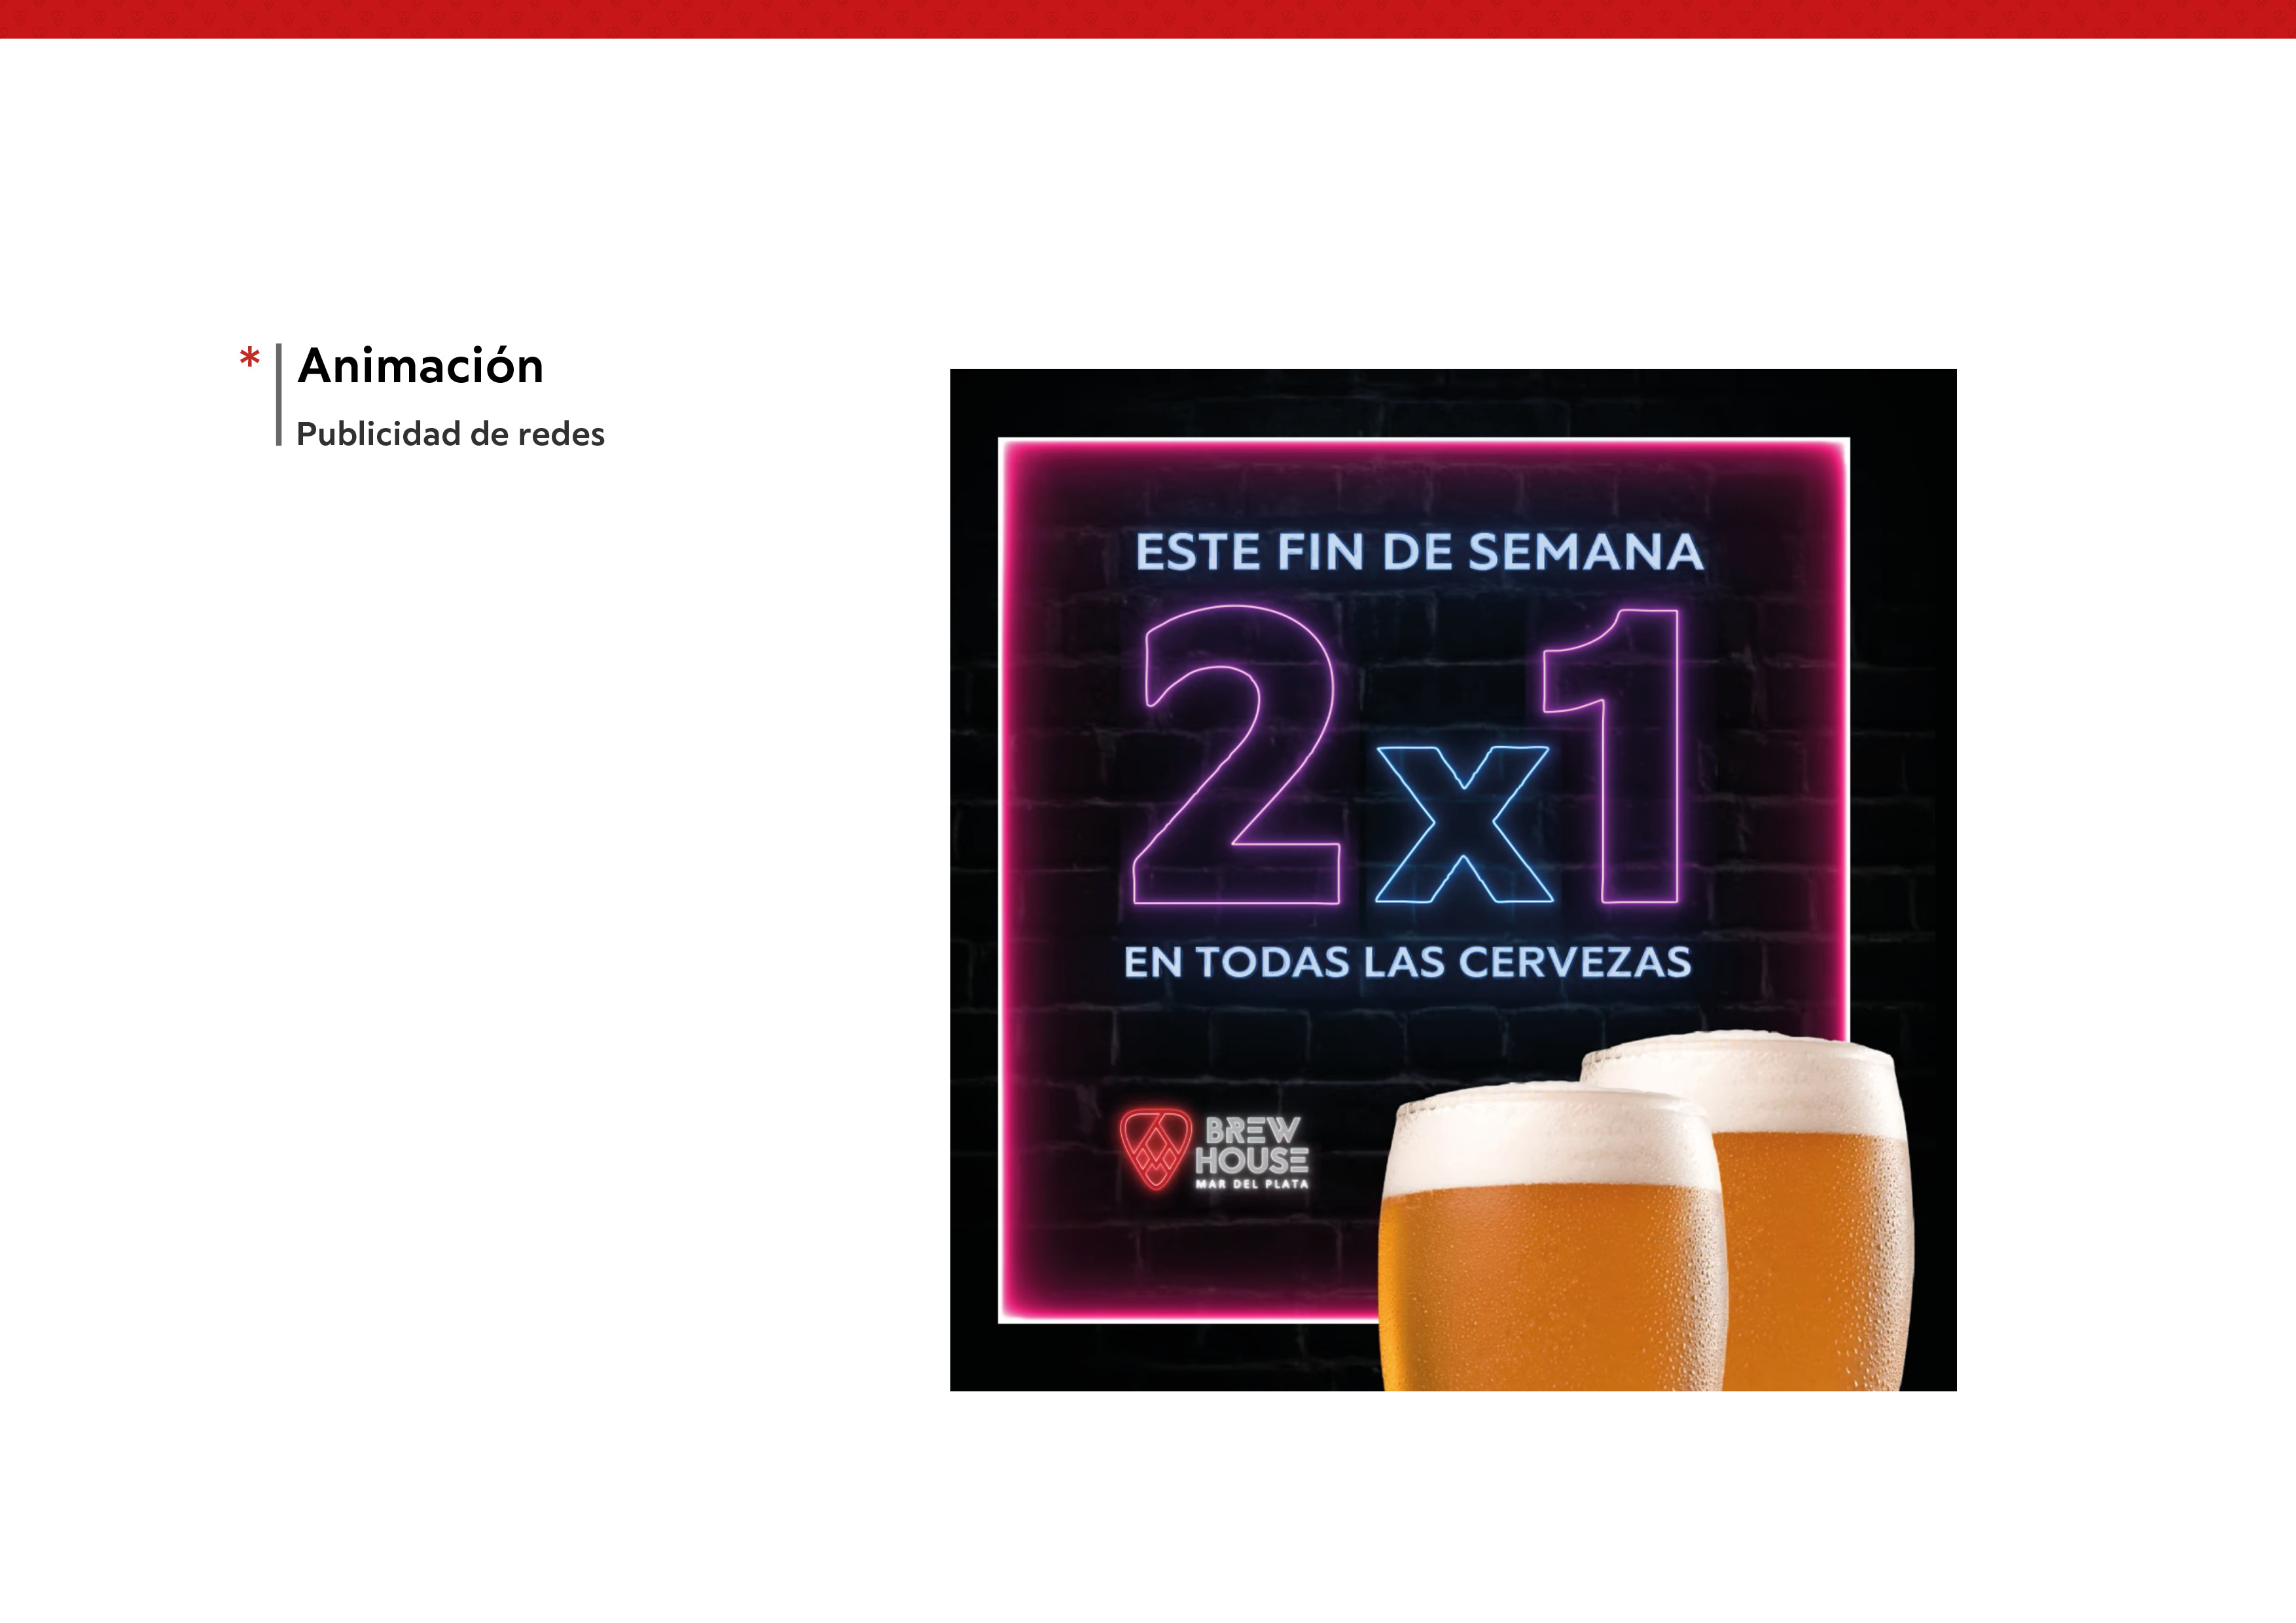 * Animación
Publicidad de redes
ESTE FIN DE SEMANA
2x1
EN TODAS LAS CERVEZAS
BREW
HOUSE
MAR DEL PLATA